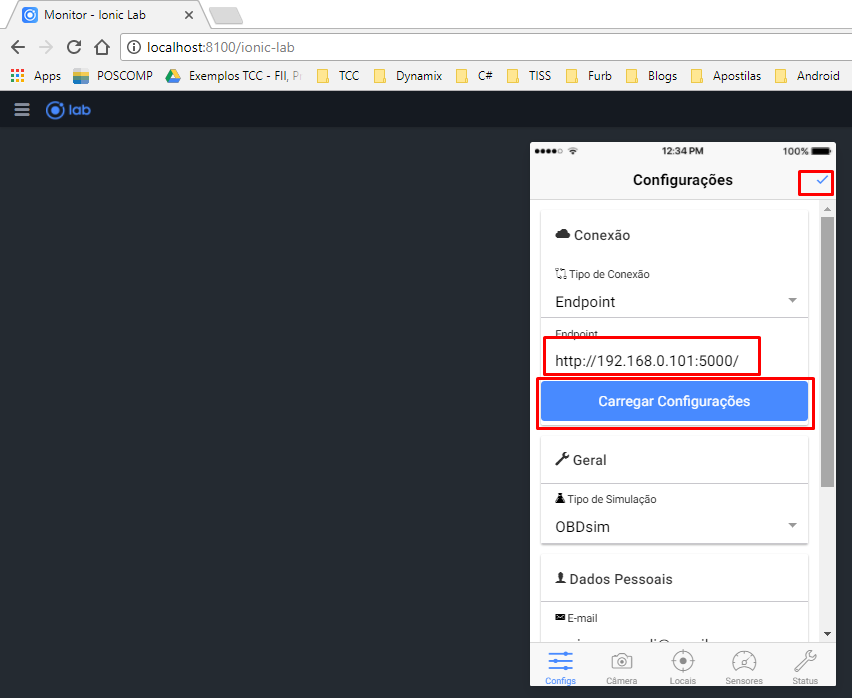 Monitor - Ionic Lab
localhost:8100/ionic-lab
Apps POSCOMP Exemplos TCC - FII, P TCC Dynamix C# TISS Furb Blogs Apostilas Android
lab
12:34 PM 100%
Configurações
Conexão
Tipo de Conexão
Endpoint
Endpoint
http://192.168.0.101:5000/
Carregar Configurações
Geral
Tipo de Simulação
OBDsim
Dados Pessoais
E-mail
Configs Câmera Locais Sensores Status